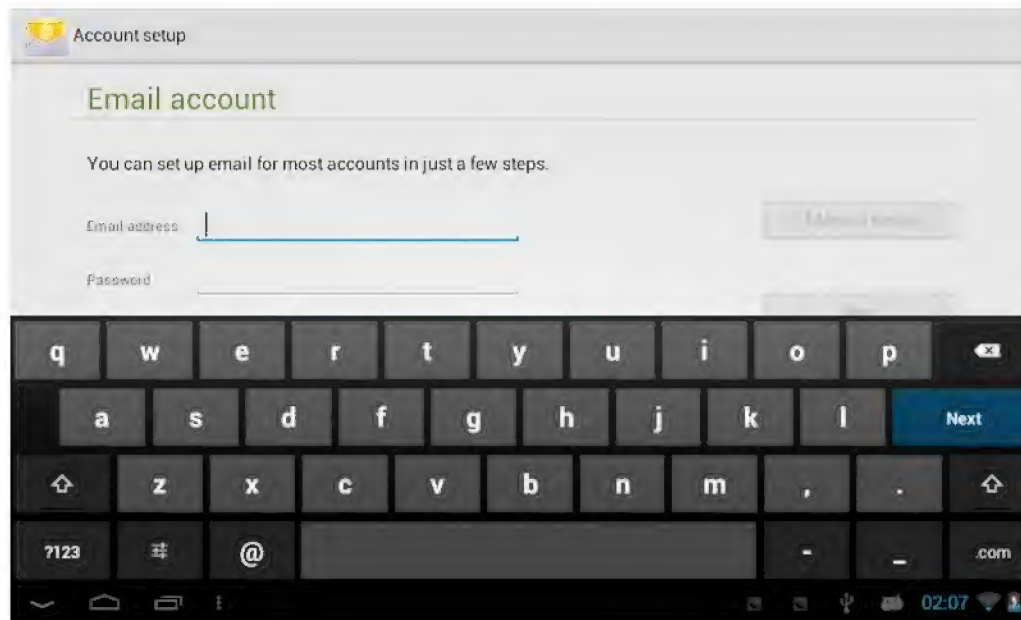 Account setup
Email account
You can set up email for most accounts in just a few steps.
Email address
Password
q w e r t y u i o p
a s d f g h j k l Next
z x c v b n m , .
?123 @ - _ .com
02:07